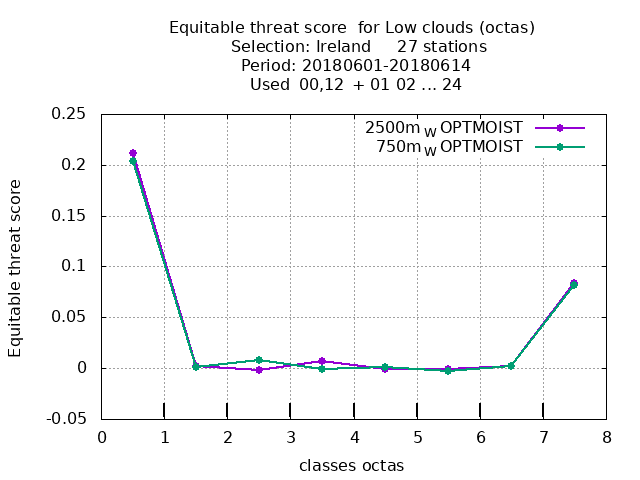 Equitable threat score  for Low clouds (octas)
Selection: Ireland     27 stations
Period: 20180601-20180614
Used  00,12  + 01 02 ... 24
2500m W OPTMOIST
750m W OPTMOIST
0.25
0.2
0.15
0.1
0.05
0
-0.05
Equitable threat score
0 1 2 3 4 5 6 7 8
classes octas